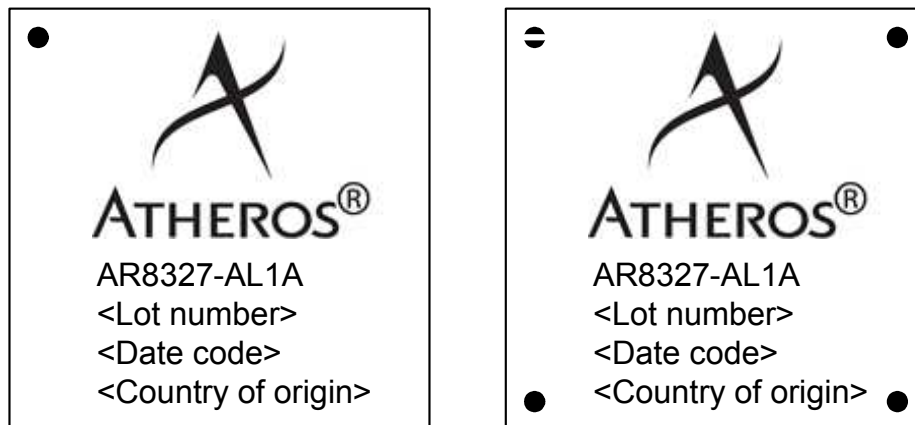 ATHEROS®
AR8327-AL1A
<Lot number>
<Date code>
<Country of origin>
ATHEROS®
AR8327-AL1A
<Lot number>
<Date code>
<Country of origin>